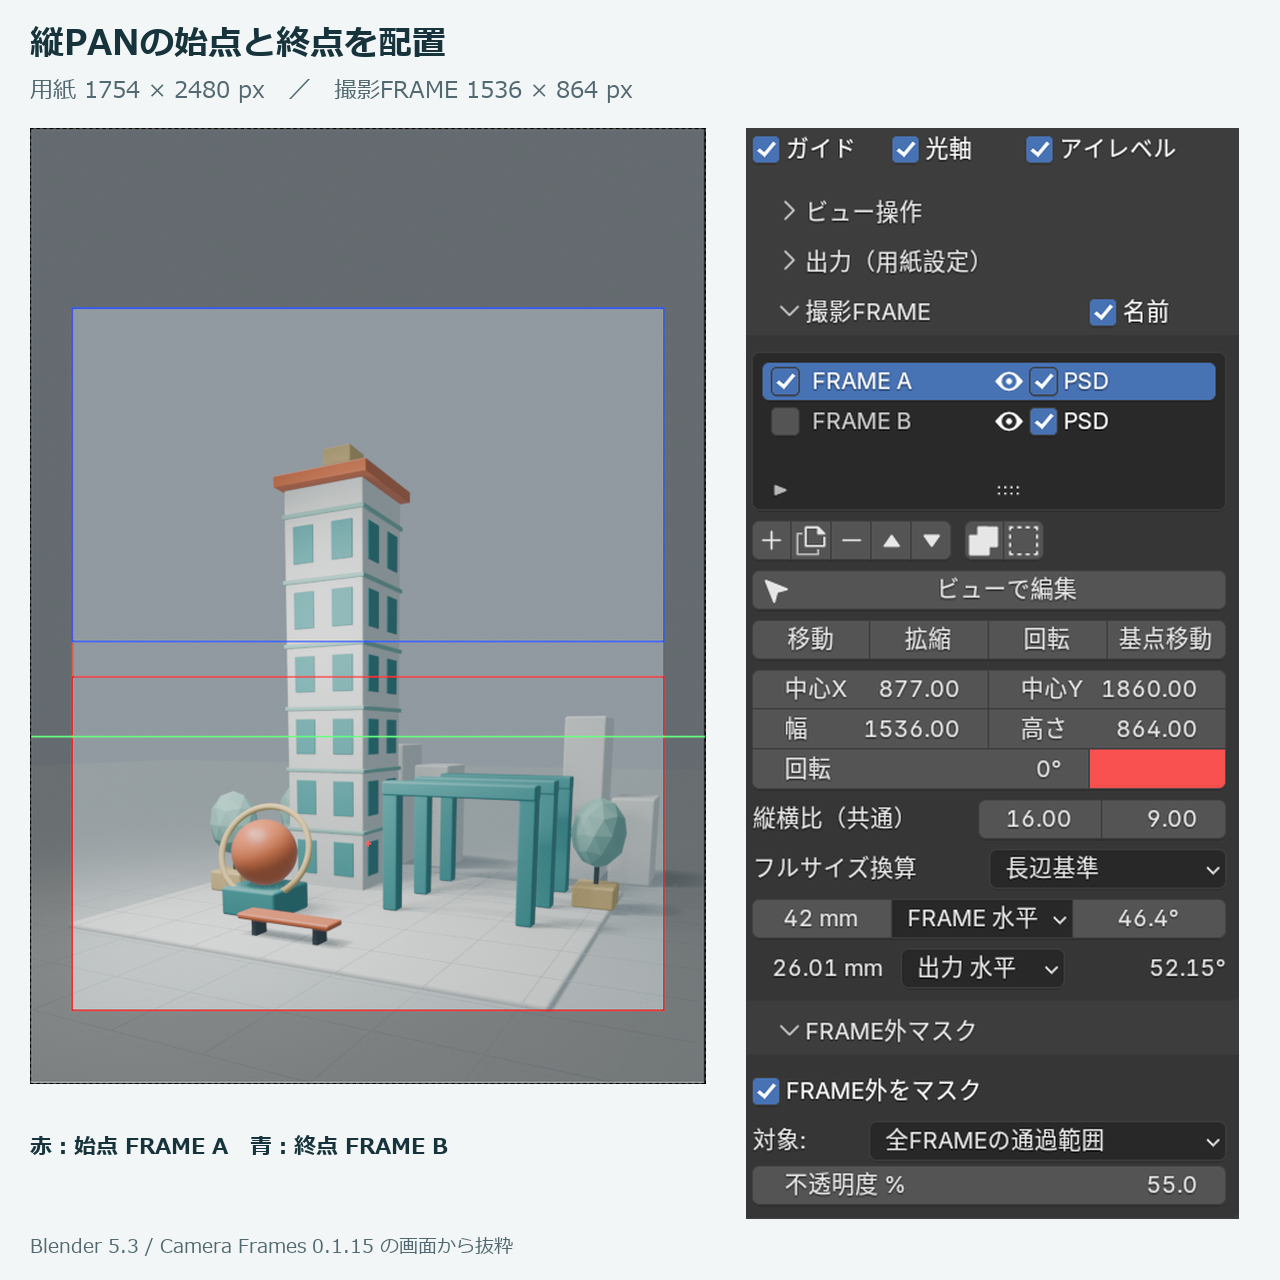 縦PANの始点と終点を配置
用紙 1754 × 2480 px ／ 撮影FRAME 1536 × 864 px
ガイド 光軸 アイレベル
ビュー操作
出力（用紙設定）
撮影FRAME 名前
FRAME A PSD
FRAME B PSD
ビューで編集
移動 拡縮 回転 基点移動
中心X 877.00 中心Y 1860.00
幅 1536.00 高さ 864.00
回転 0°
縦横比（共通） 16.00 9.00
フルサイズ換算 長辺基準
42 mm FRAME 水平 46.4°
26.01 mm 出力 水平 52.15°
FRAME外マスク
FRAME外をマスク
対象: 全FRAMEの通過範囲
不透明度 % 55.0
赤：始点 FRAME A 青：終点 FRAME B
Blender 5.3 / Camera Frames 0.1.15 の画面から抜粋